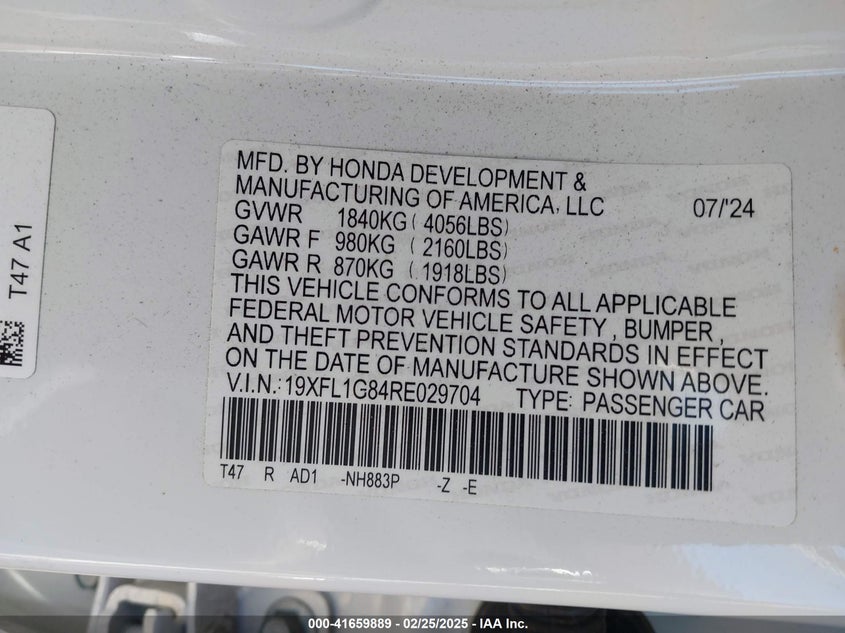 T47 A1
MFD. BY HONDA DEVELOPMENT &
MANUFACTURING OF AMERICA, LLC 07/'24
GVWR 1840KG ( 4056LBS)
GAWR F 980KG ( 2160LBS)
GAWR R 870KG ( 1918LBS)
THIS VEHICLE CONFORMS TO ALL APPLICABLE
FEDERAL MOTOR VEHICLE SAFETY , BUMPER ,
AND THEFT PREVENTION STANDARDS IN EFFECT
ON THE DATE OF MANUFACTURE SHOWN ABOVE.
V.I.N.:19XFL1G84RE029704 TYPE: PASSENGER CAR
T47 R AD1 -NH883P -Z -E
000-41659889 - 02/25/2025 - IAAI.COM